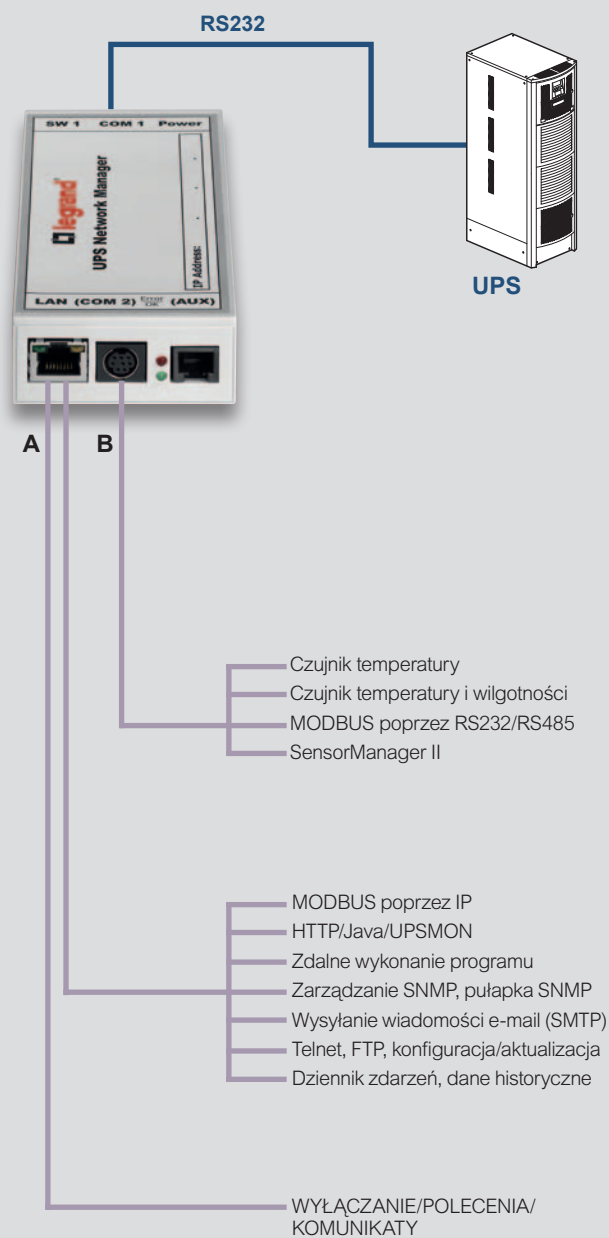 RS232
SW 1 COM 1 Power
legrand
UPS Network Manager
IP Address:
LAN (COM 2) Error OK (AUX)
UPS
A
B
Czujnik temperatury
Czujnik temperatury i wilgotności
MODBUS poprzez RS232/RS485
SensorManager II
MODBUS poprzez IP
HTTP/Java/UPSMON
Zdalne wykonanie programu
Zarządzanie SNMP, pułapka SNMP
Wysyłanie wiadomości e-mail (SMTP)
Telnet, FTP, konfiguracja/aktualizacja
Dziennik zdarzeń, dane historyczne
WYŁĄCZANIE/POLECENIA/
KOMUNIKATY